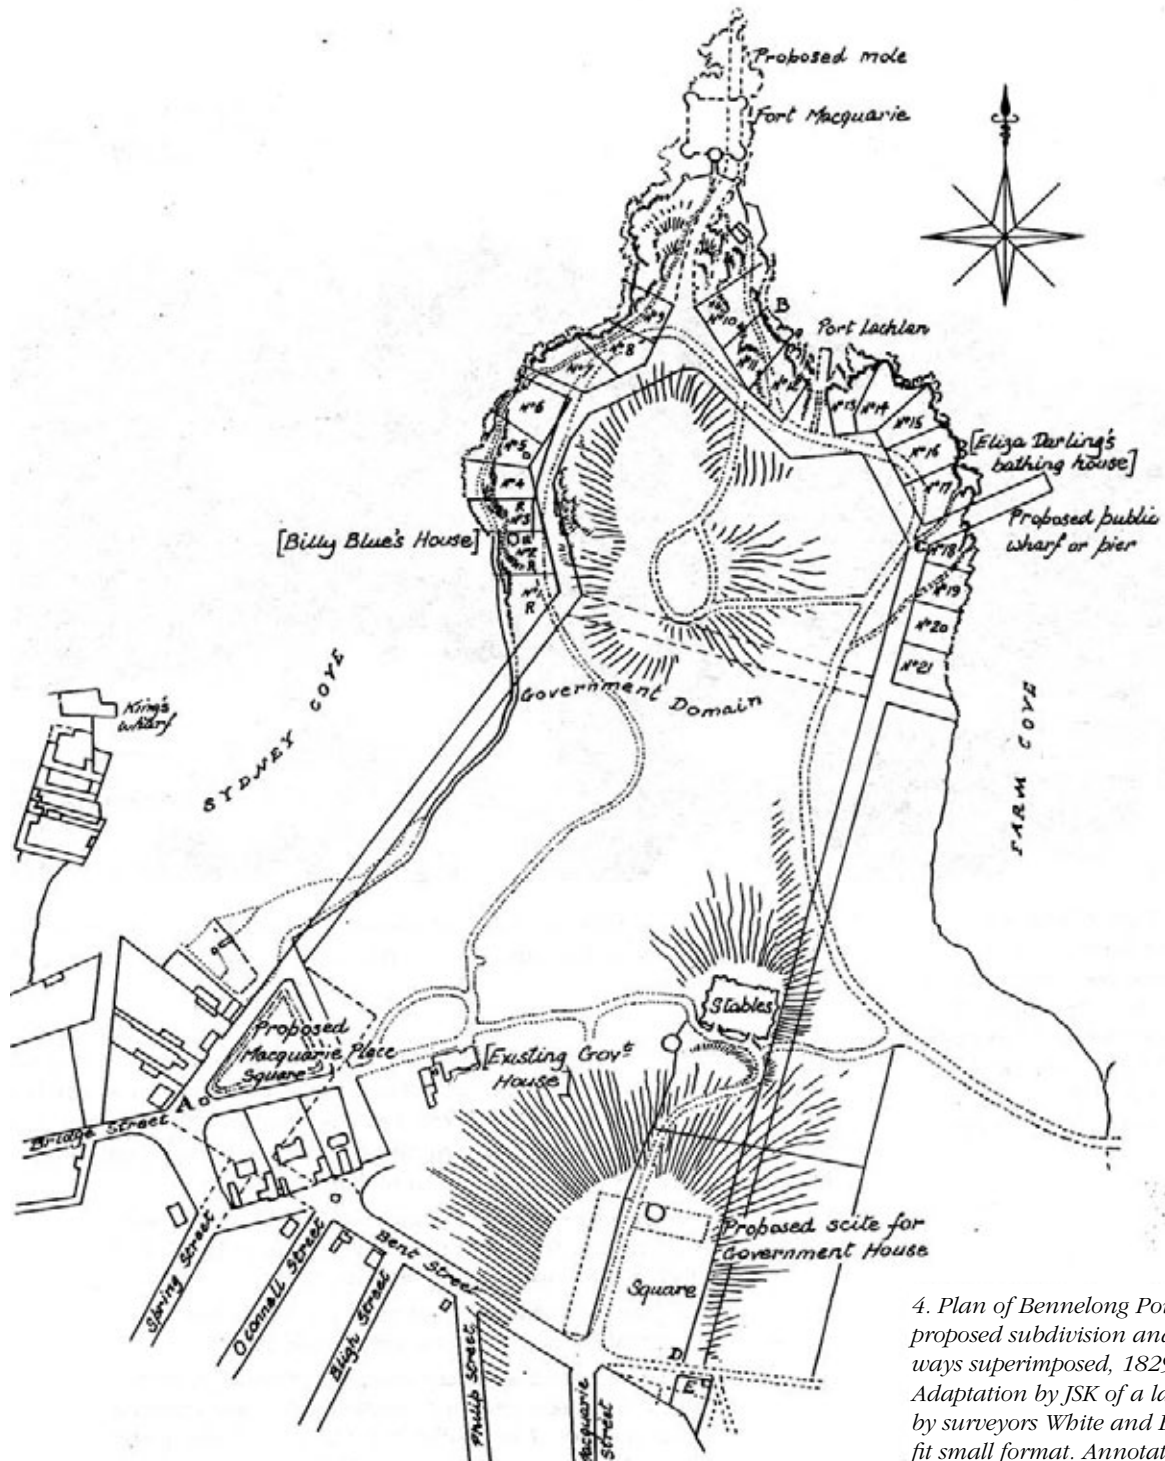 Proposed mole
Fort Macquarie
Port Lachlan
B
No 9
No 8
No 7
No 6
No 5
No 4
R
No 3
R
No 2
R
No 1
R
No 10
No 11
No 12
No 13
No 14
No 15
No 16
No 17
No 18
No 19
No 20
No 21
C
[Eliza Darling's
bathing house]
Proposed public
wharf or pier
[Billy Blue's House]
Government Domain
King's
wharf
SYDNEY COVE
FARM COVE
Stables
Proposed
Macquarie Place
Square
[Existing Govts
House]
Bridge Street
A
Spring Street
O'Connell Street
Bligh Street
Bent Street
Philip Street
Macquarie
Street
Proposed scite for
Government House
Square
D
E
4. Plan of Bennelong Poi
proposed subdivision and
ways superimposed, 1829
Adaptation by JSK of a la
by surveyors White and
fit small format. Annotat